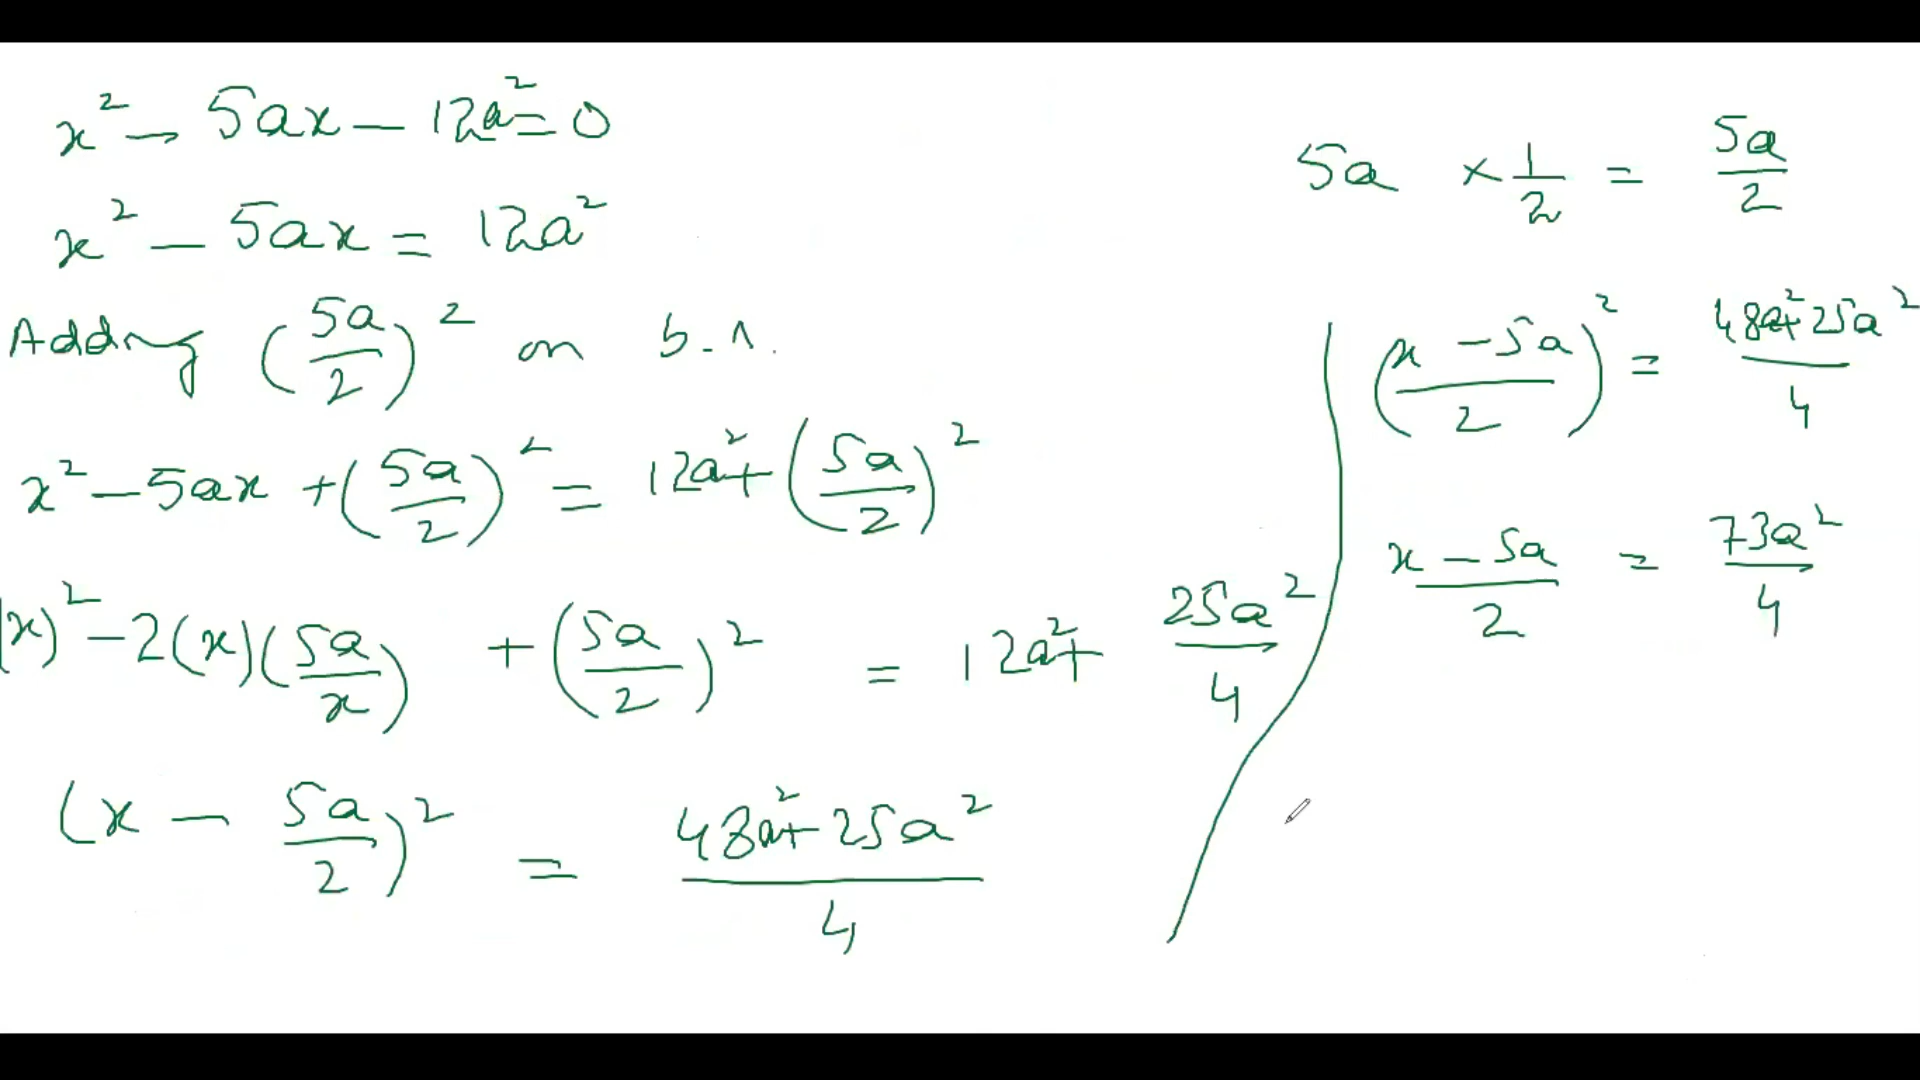 x² - 5ax - 12a² = 0
x² - 5ax = 12a²
Adding (5a/2)² on b.s.
x² - 5ax + (5a/2)² = 12a² + (5a/2)²
(x)² - 2(x)(5a/x) + (5a/2)² = 12a² + 25a²/4
(x - 5a/2)² = (48a² + 25a²)/4
5a × 1/2 = 5a/2
((x - 5a)/2)² = (48a² + 25a²)/4
(x - 5a)/2 = 73a²/4